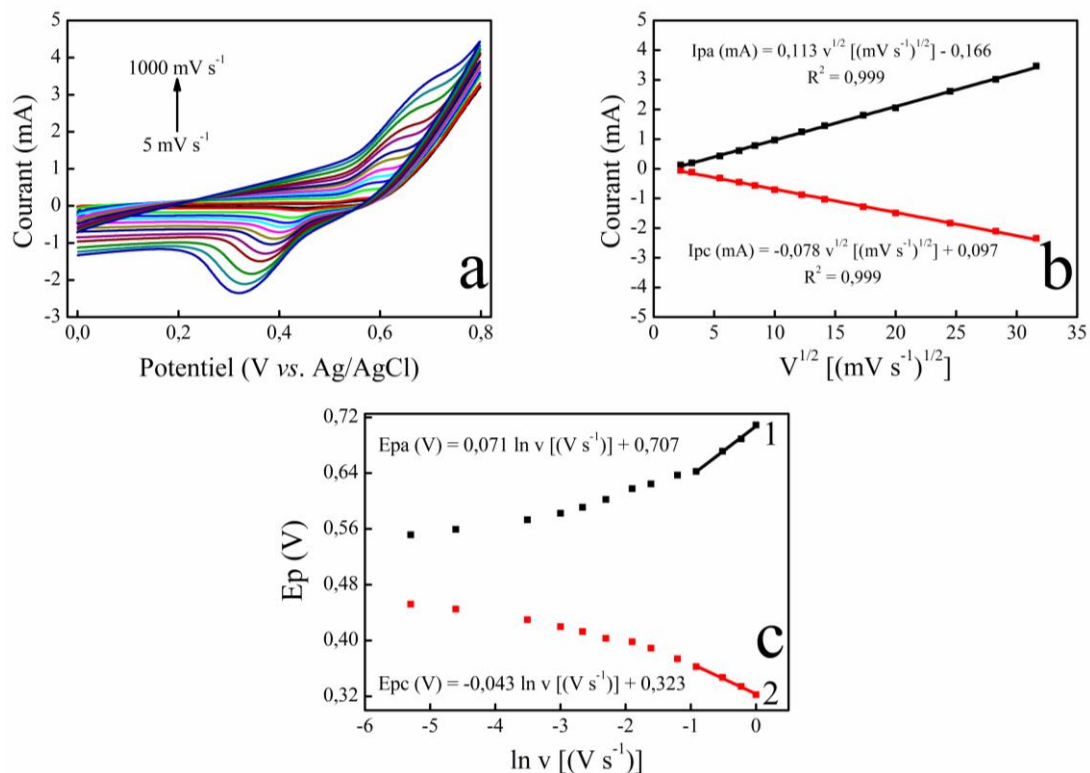 Courant (mA)
5
4
3
2
1
0
-1
-2
-3
1000 mV s⁻¹
5 mV s⁻¹
a
0,0
0,2
0,4
0,6
0,8
Potentiel (V vs. Ag/AgCl)
Courant (mA)
5
4
3
2
1
0
-1
-2
-3
-4
-5
Ipa (mA) = 0,113 v^1/2 [(mV s⁻¹)^1/2] - 0,166
R² = 0,999
Ipc (mA) = -0,078 v^1/2 [(mV s⁻¹)^1/2] + 0,097
R² = 0,999
b
0
5
10
15
20
25
30
35
V^1/2 [(mV s⁻¹)^1/2]
Ep (V)
0,72
0,64
0,56
0,48
0,40
0,32
Epa (V) = 0,071 ln v [(V s⁻¹)] + 0,707
1
Epc (V) = -0,043 ln v [(V s⁻¹)] + 0,323
c
2
-6
-5
-4
-3
-2
-1
0
1
ln v [(V s⁻¹)]